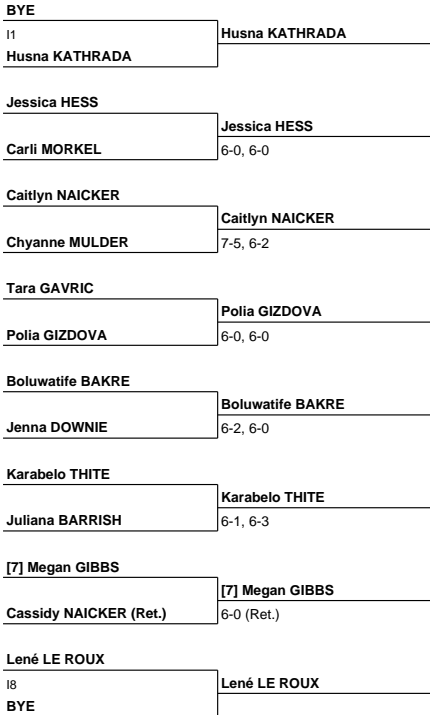 BYE
I1
Husna KATHRADA
Husna KATHRADA
Jessica HESS
Jessica HESS
Carli MORKEL
6-0, 6-0
Caitlyn NAICKER
Caitlyn NAICKER
Chyanne MULDER
7-5, 6-2
Tara GAVRIC
Polia GIZDOVA
Polia GIZDOVA
6-0, 6-0
Boluwatife BAKRE
Boluwatife BAKRE
Jenna DOWNIE
6-2, 6-0
Karabelo THITE
Karabelo THITE
Juliana BARRISH
6-1, 6-3
[7] Megan GIBBS
[7] Megan GIBBS
Cassidy NAICKER (Ret.)
6-0 (Ret.)
Lené LE ROUX
I8
Lené LE ROUX
BYE